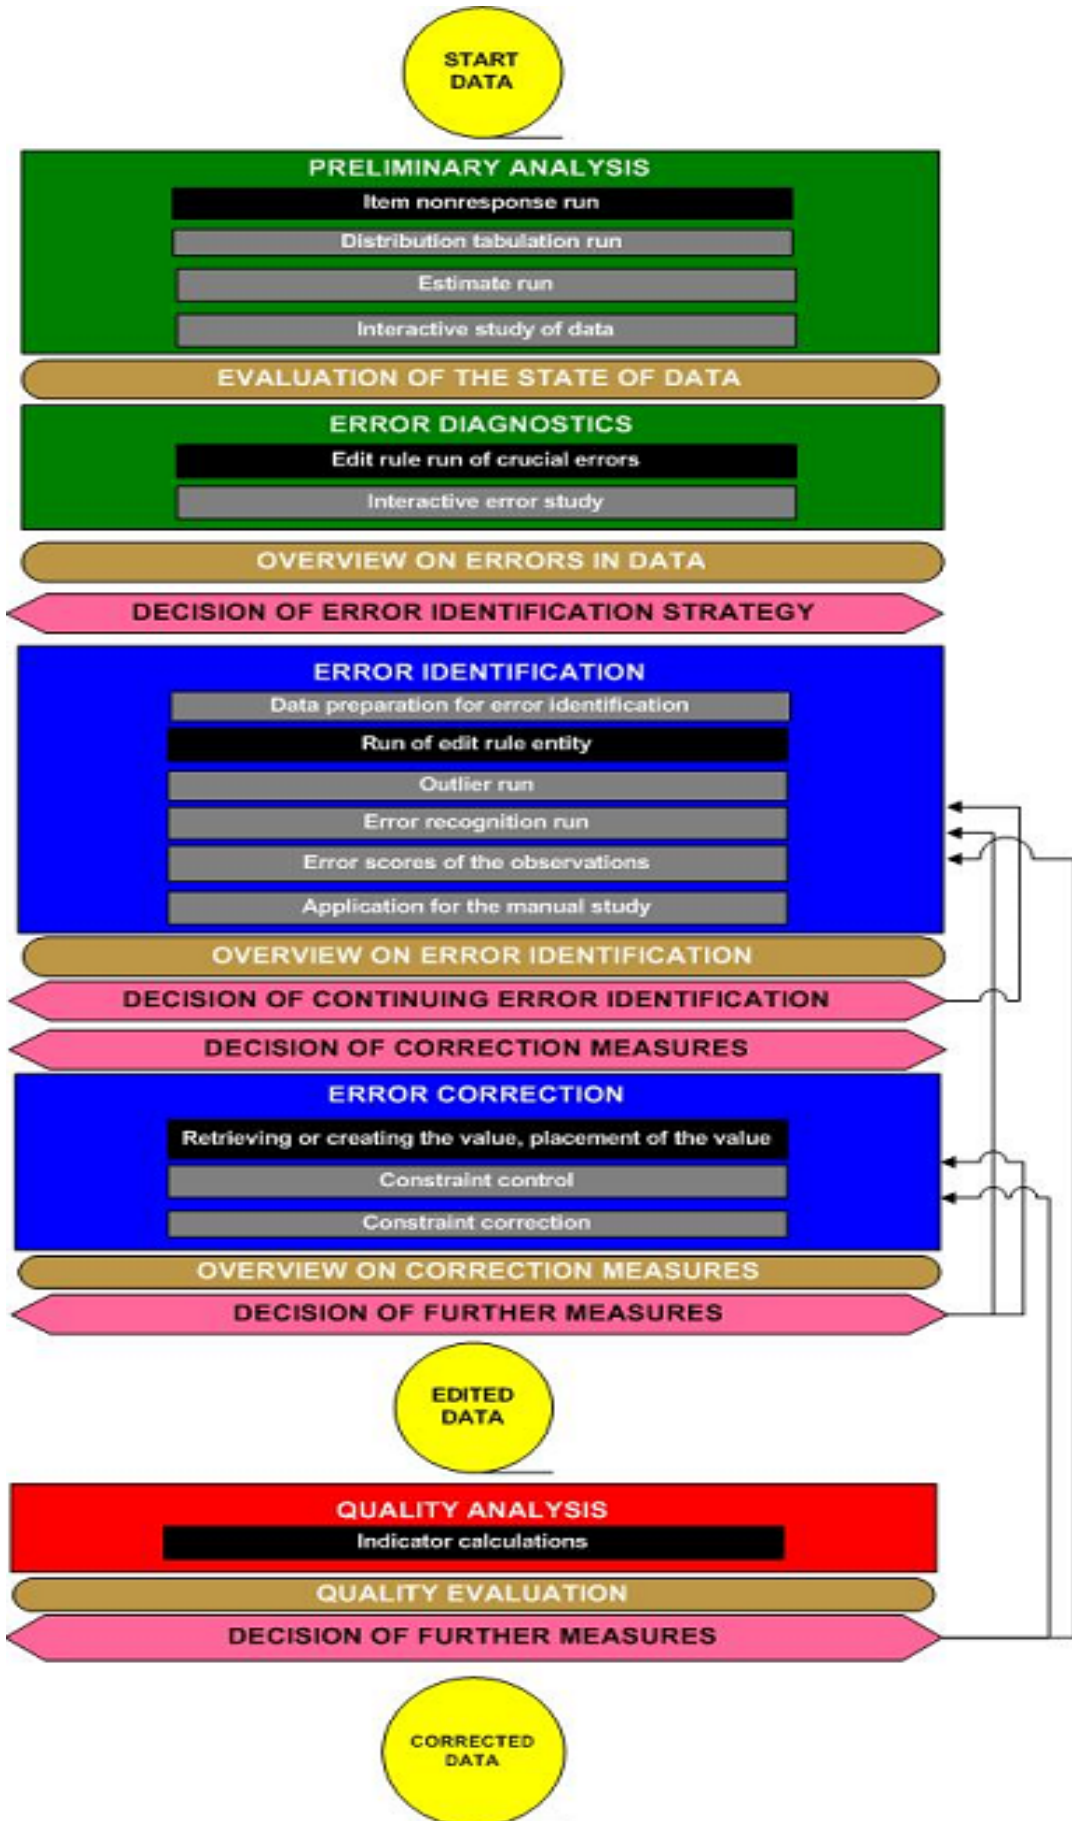 START
DATA
PRELIMINARY ANALYSIS
Item nonresponse run
Distribution tabulation run
Estimate run
Interactive study of data
EVALUATION OF THE STATE OF DATA
ERROR DIAGNOSTICS
Edit rule run of crucial errors
Interactive error study
OVERVIEW ON ERRORS IN DATA
DECISION OF ERROR IDENTIFICATION STRATEGY
ERROR IDENTIFICATION
Data preparation for error identification
Run of edit rule entity
Outlier run
Error recognition run
Error scores of the observations
Application for the manual study
OVERVIEW ON ERROR IDENTIFICATION
DECISION OF CONTINUING ERROR IDENTIFICATION
DECISION OF CORRECTION MEASURES
ERROR CORRECTION
Retrieving or creating the value, placement of the value
Constraint control
Constraint correction
OVERVIEW ON CORRECTION MEASURES
DECISION OF FURTHER MEASURES
EDITED
DATA
QUALITY ANALYSIS
Indicator calculations
QUALITY EVALUATION
DECISION OF FURTHER MEASURES
CORRECTED
DATA